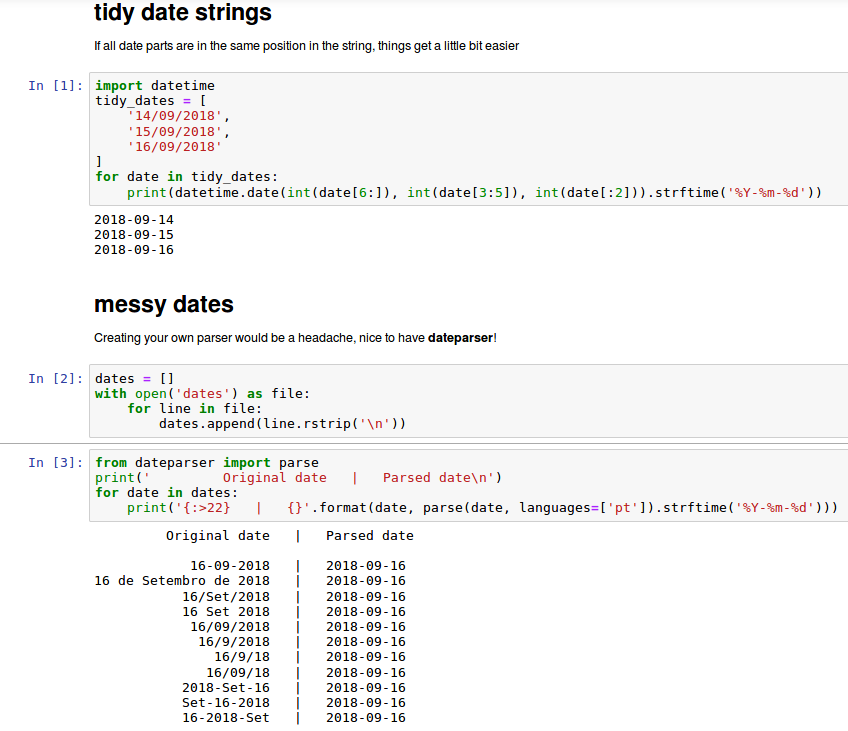 tidy date strings
If all date parts are in the same position in the string, things get a little bit easier
In [1]: import datetime
tidy_dates = [
    '14/09/2018',
    '15/09/2018',
    '16/09/2018'
]
for date in tidy_dates:
    print(datetime.date(int(date[6:]), int(date[3:5]), int(date[:2])).strftime('%Y-%m-%d'))
2018-09-14
2018-09-15
2018-09-16
messy dates
Creating your own parser would be a headache, nice to have dateparser!
In [2]: dates = []
with open('dates') as file:
    for line in file:
        dates.append(line.rstrip('\n'))
In [3]: from dateparser import parse
print('         Original date   |   Parsed date\n')
for date in dates:
    print('{:>22}   |   {}'.format(date, parse(date, languages=['pt']).strftime('%Y-%m-%d')))
         Original date   |   Parsed date
            16-09-2018   |   2018-09-16
16 de Setembro de 2018   |   2018-09-16
           16/Set/2018   |   2018-09-16
           16 Set 2018   |   2018-09-16
            16/09/2018   |   2018-09-16
             16/9/2018   |   2018-09-16
               16/9/18   |   2018-09-16
              16/09/18   |   2018-09-16
           2018-Set-16   |   2018-09-16
           Set-16-2018   |   2018-09-16
           16-2018-Set   |   2018-09-16